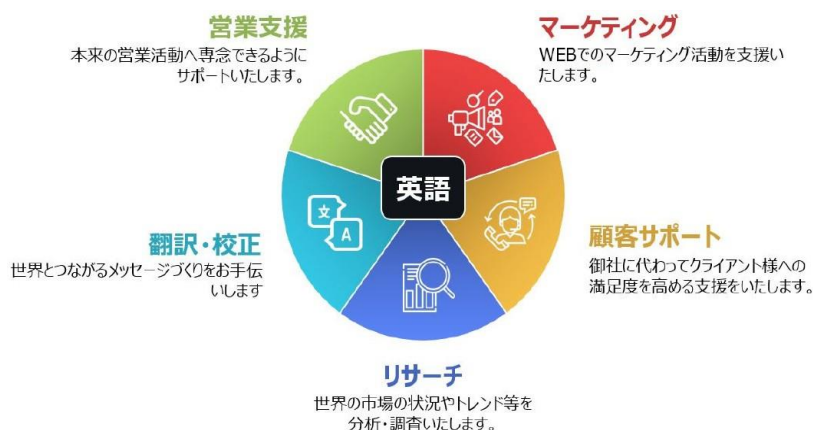 営業支援
本来の営業活動へ専念できるように
サポートいたします。
マーケティング
WEBでのマーケティング活動を支援い
たします。
英語
文
A
翻訳・校正
世界とつながるメッセージづくりをお手伝
いします
顧客サポート
御社に代わってクライアント様への
満足度を高める支援をいたします。
リサーチ
世界の市場の状況やトレンド等を
分析・調査いたします。